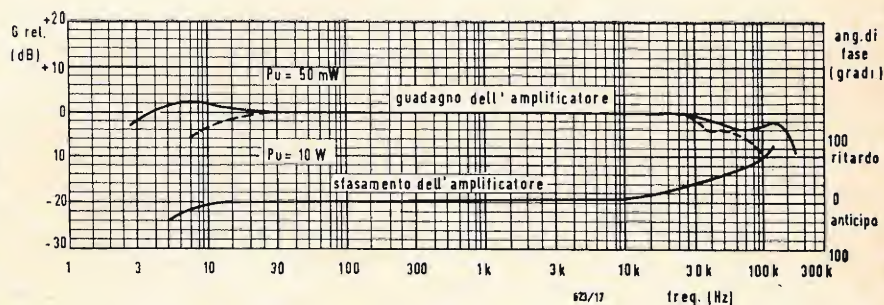 G rel.
(dB)
+20
+10
0
10
-20
-30
Pu = 50 mW
guadagno dell'amplificatore
Pu = 10 W
sfasamento dell'amplificatore
ang.di
fase
(gradi)
100
ritardo
0
anticipo
100
1 3 10 30 100 300 1k 3k 10k 30k 100k 300k
623/17 freq. (Hz)